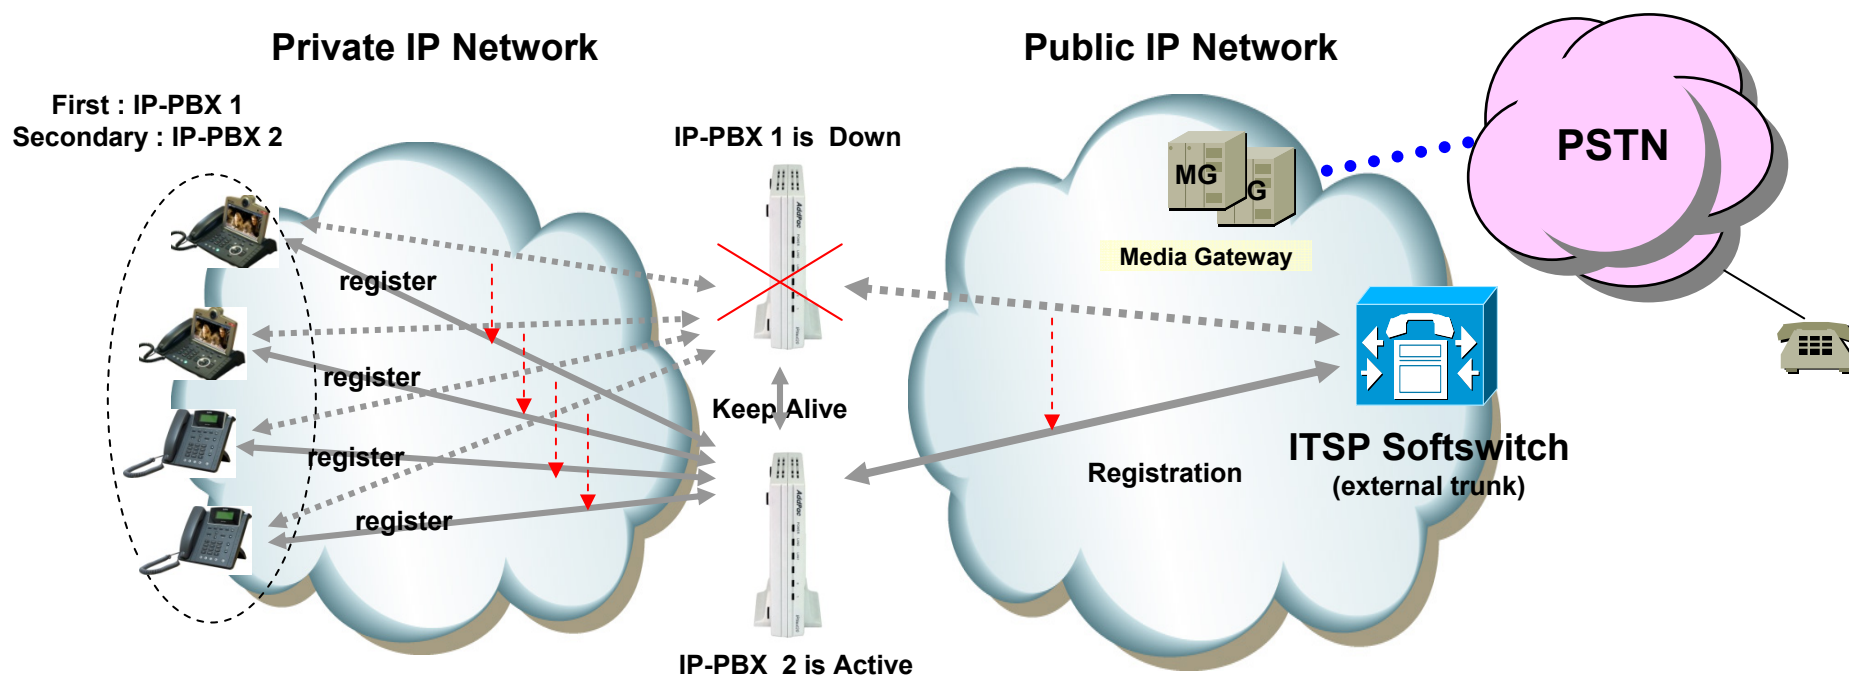 Private IP Network
Public IP Network
First : IP-PBX 1
Secondary : IP-PBX 2
IP-PBX 1 is Down
PSTN
MG
G
Media Gateway
AddPac
register
register
register
register
Keep Alive
Registration
ITSP Softswitch
(external trunk)
AddPac
IP-PBX 2 is Active